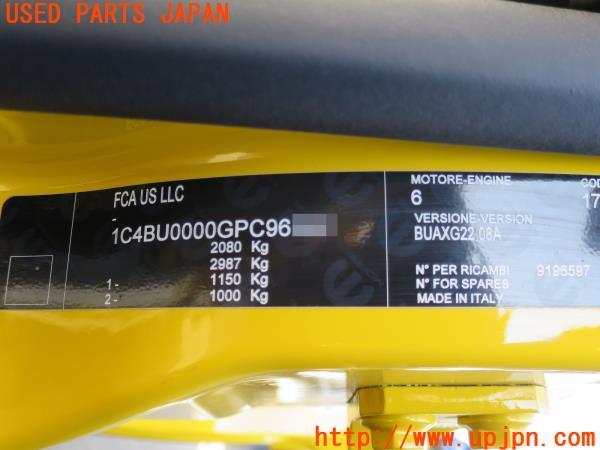 USED PARTS JAPAN
FCA US LLC
1C4BU0000GPC96
2080 Kg
2987 Kg
1- 1150 Kg
2- 1000 Kg
MOTORE-ENGINE
6
VERSIONE-VERSION
BUAXG22 08A
N° PER RICAMBI 9196597
N° FOR SPARES
MADE IN ITALY
17
http://www.upjpn.com/